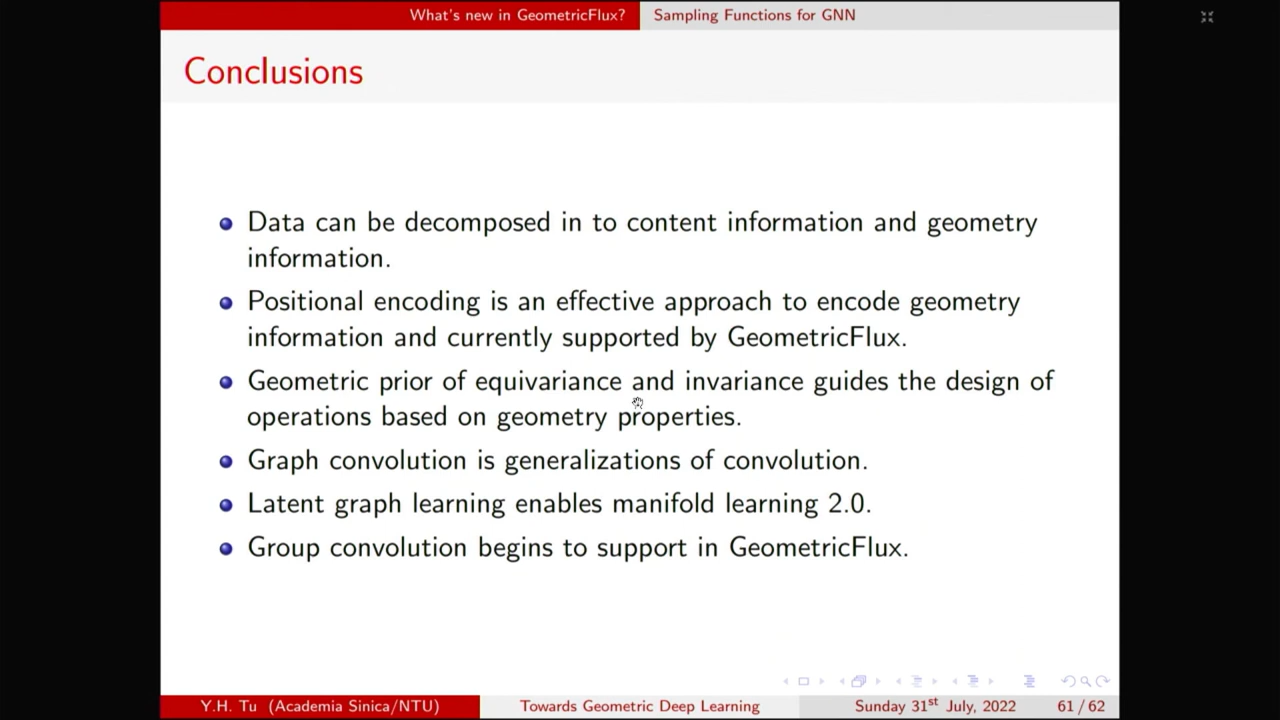 What's new in GeometricFlux? Sampling Functions for GNN
Conclusions
Data can be decomposed in to content information and geometry
information.
Positional encoding is an effective approach to encode geometry
information and currently supported by GeometricFlux.
Geometric prior of equivariance and invariance guides the design of
operations based on geometry properties.
Graph convolution is generalizations of convolution.
Latent graph learning enables manifold learning 2.0.
Group convolution begins to support in GeometricFlux.
Y.H. Tu (Academia Sinica/NTU) Towards Geometric Deep Learning Sunday 31st July, 2022 61 / 62